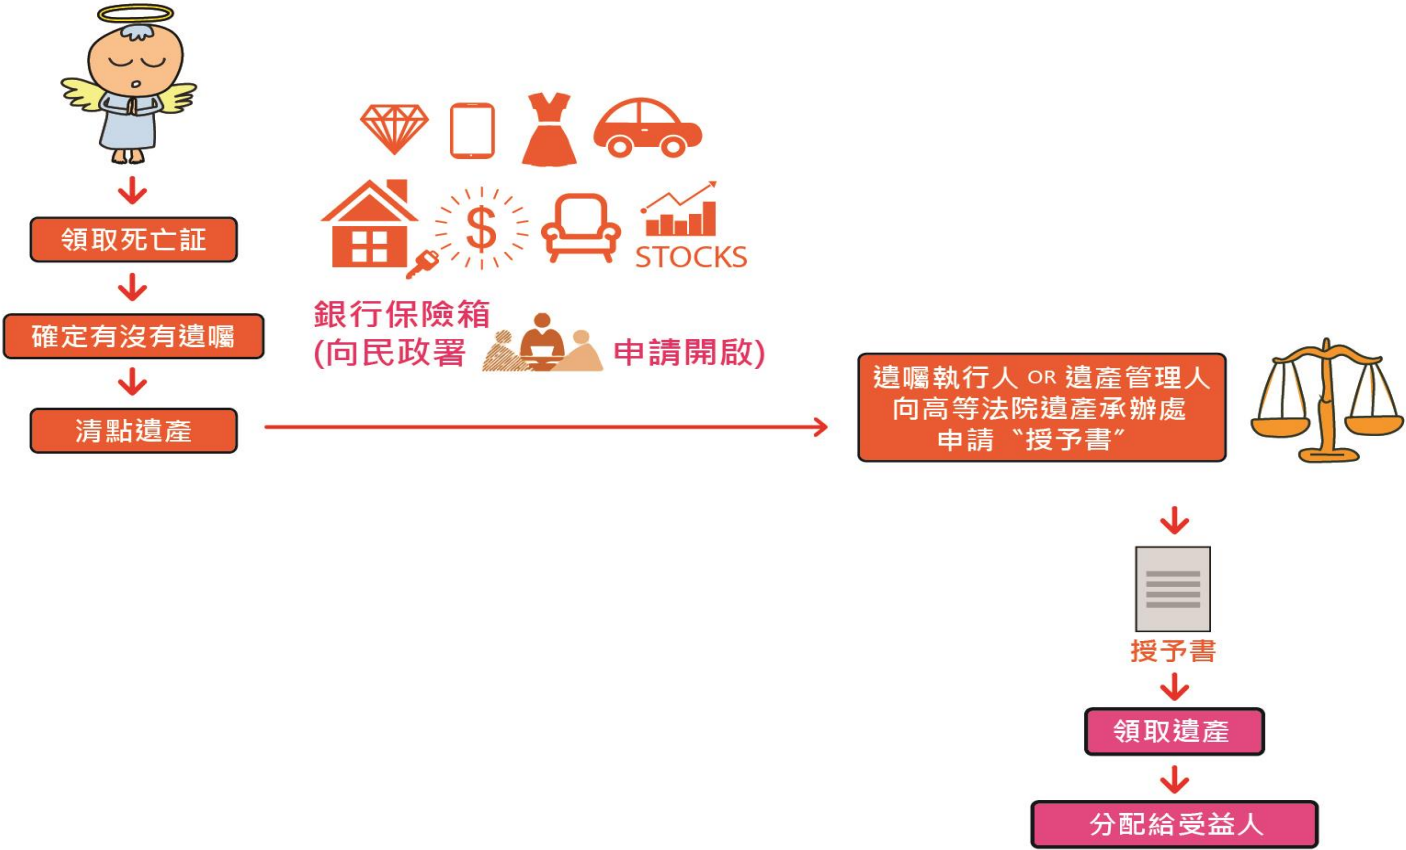 領取死亡証
確定有沒有遺囑
清點遺產
$
STOCKS
銀行保險箱
(向民政署 申請開啟)
遺囑執行人 OR 遺產管理人
向高等法院遺產承辦處
申請〝授予書〞
授予書
領取遺產
分配給受益人